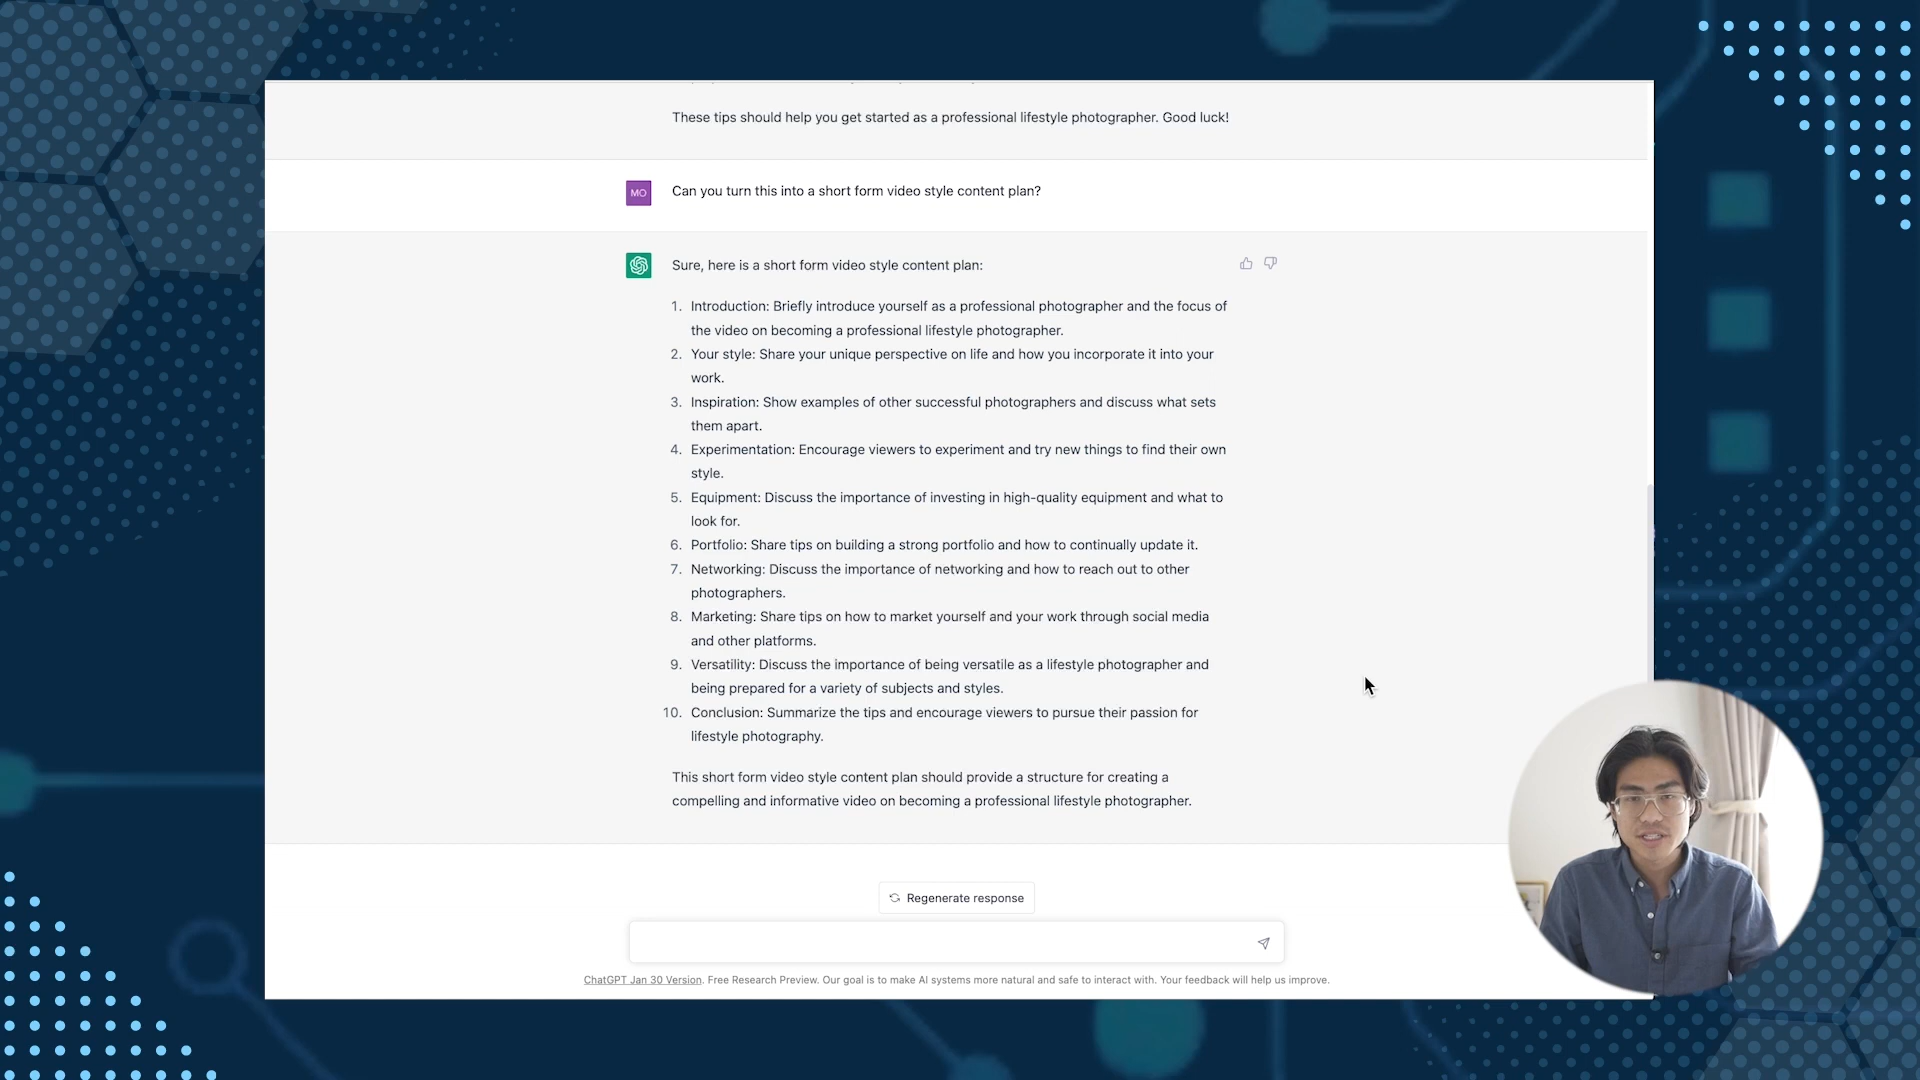 These tips should help you get started as a professional lifestyle photographer. Good luck!
MO
Can you turn this into a short form video style content plan?
Sure, here is a short form video style content plan:
1. Introduction: Briefly introduce yourself as a professional photographer and the focus of
the video on becoming a professional lifestyle photographer.
2. Your style: Share your unique perspective on life and how you incorporate it into your
work.
3. Inspiration: Show examples of other successful photographers and discuss what sets
them apart.
4. Experimentation: Encourage viewers to experiment and try new things to find their own
style.
5. Equipment: Discuss the importance of investing in high-quality equipment and what to
look for.
6. Portfolio: Share tips on building a strong portfolio and how to continually update it.
7. Networking: Discuss the importance of networking and how to reach out to other
photographers.
8. Marketing: Share tips on how to market yourself and your work through social media
and other platforms.
9. Versatility: Discuss the importance of being versatile as a lifestyle photographer and
being prepared for a variety of subjects and styles.
10. Conclusion: Summarize the tips and encourage viewers to pursue their passion for
lifestyle photography.
This short form video style content plan should provide a structure for creating a
compelling and informative video on becoming a professional lifestyle photographer.
Regenerate response
ChatGPT Jan 30 Version. Free Research Preview. Our goal is to make AI systems more natural and safe to interact with. Your feedback will help us improve.